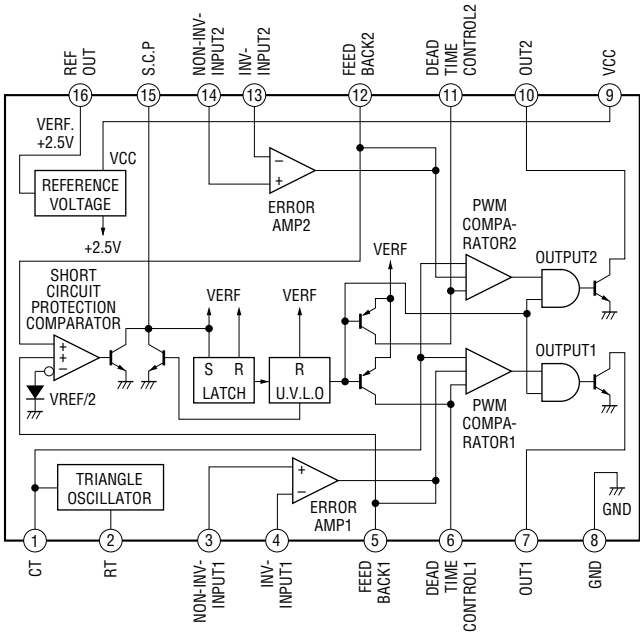 REF
OUT
S.C.P
NON-INV-
INPUT2
INV-
INPUT2
FEED
BACK2
DEAD
TIME
CONTROL2
OUT2
VCC
16
15
14
13
12
11
10
9
VERF.
+2.5V
VCC
REFERENCE
VOLTAGE
+2.5V
−
+
ERROR
AMP2
PWM
COMPA-
RATOR2
OUTPUT2
SHORT
CIRCUIT
PROTECTION
COMPARATOR
VERF
VERF
VERF
+
+
−
VREF/2
S R
LATCH
R
U.V.L.O
OUTPUT1
PWM
COMPA-
RATOR1
TRIANGLE
OSCILLATOR
+
−
ERROR
AMP1
GND
1
2
3
4
5
6
7
8
CT
RT
NON-INV-
INPUT1
INV-
INPUT1
FEED
BACK1
DEAD
TIME
CONTROL1
OUT1
GND